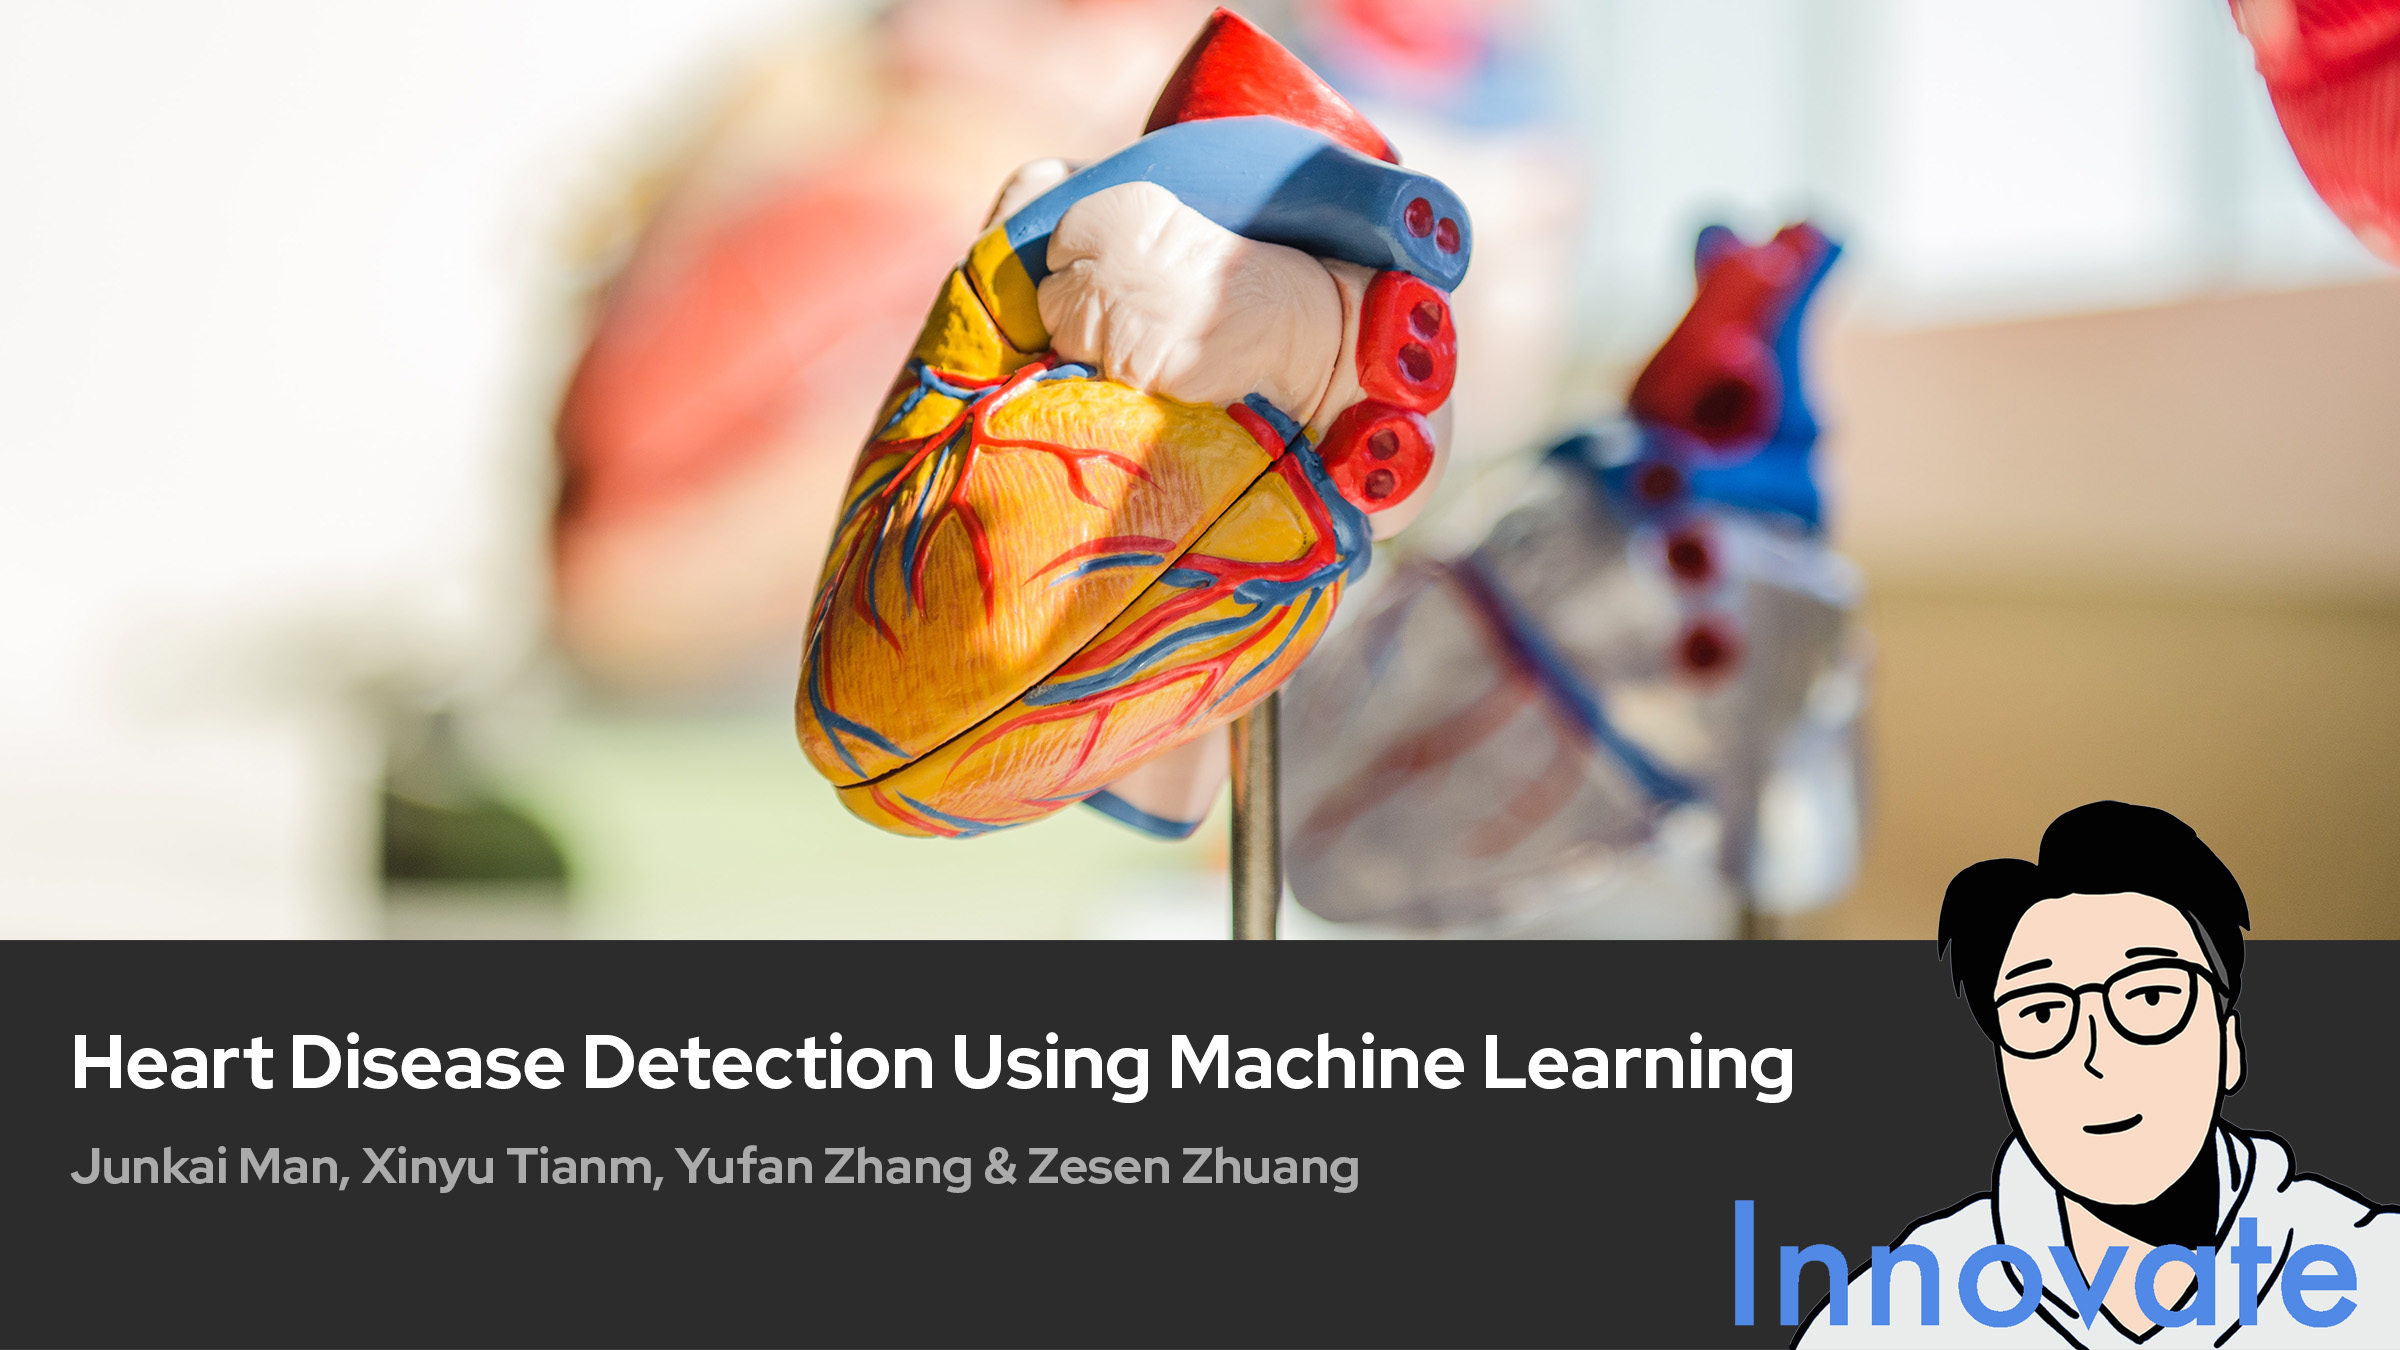 Heart Disease Detection Using Machine Learning
Junkai Man, Xinyu Tianm, Yufan Zhang & Zesen Zhuang
Innovate